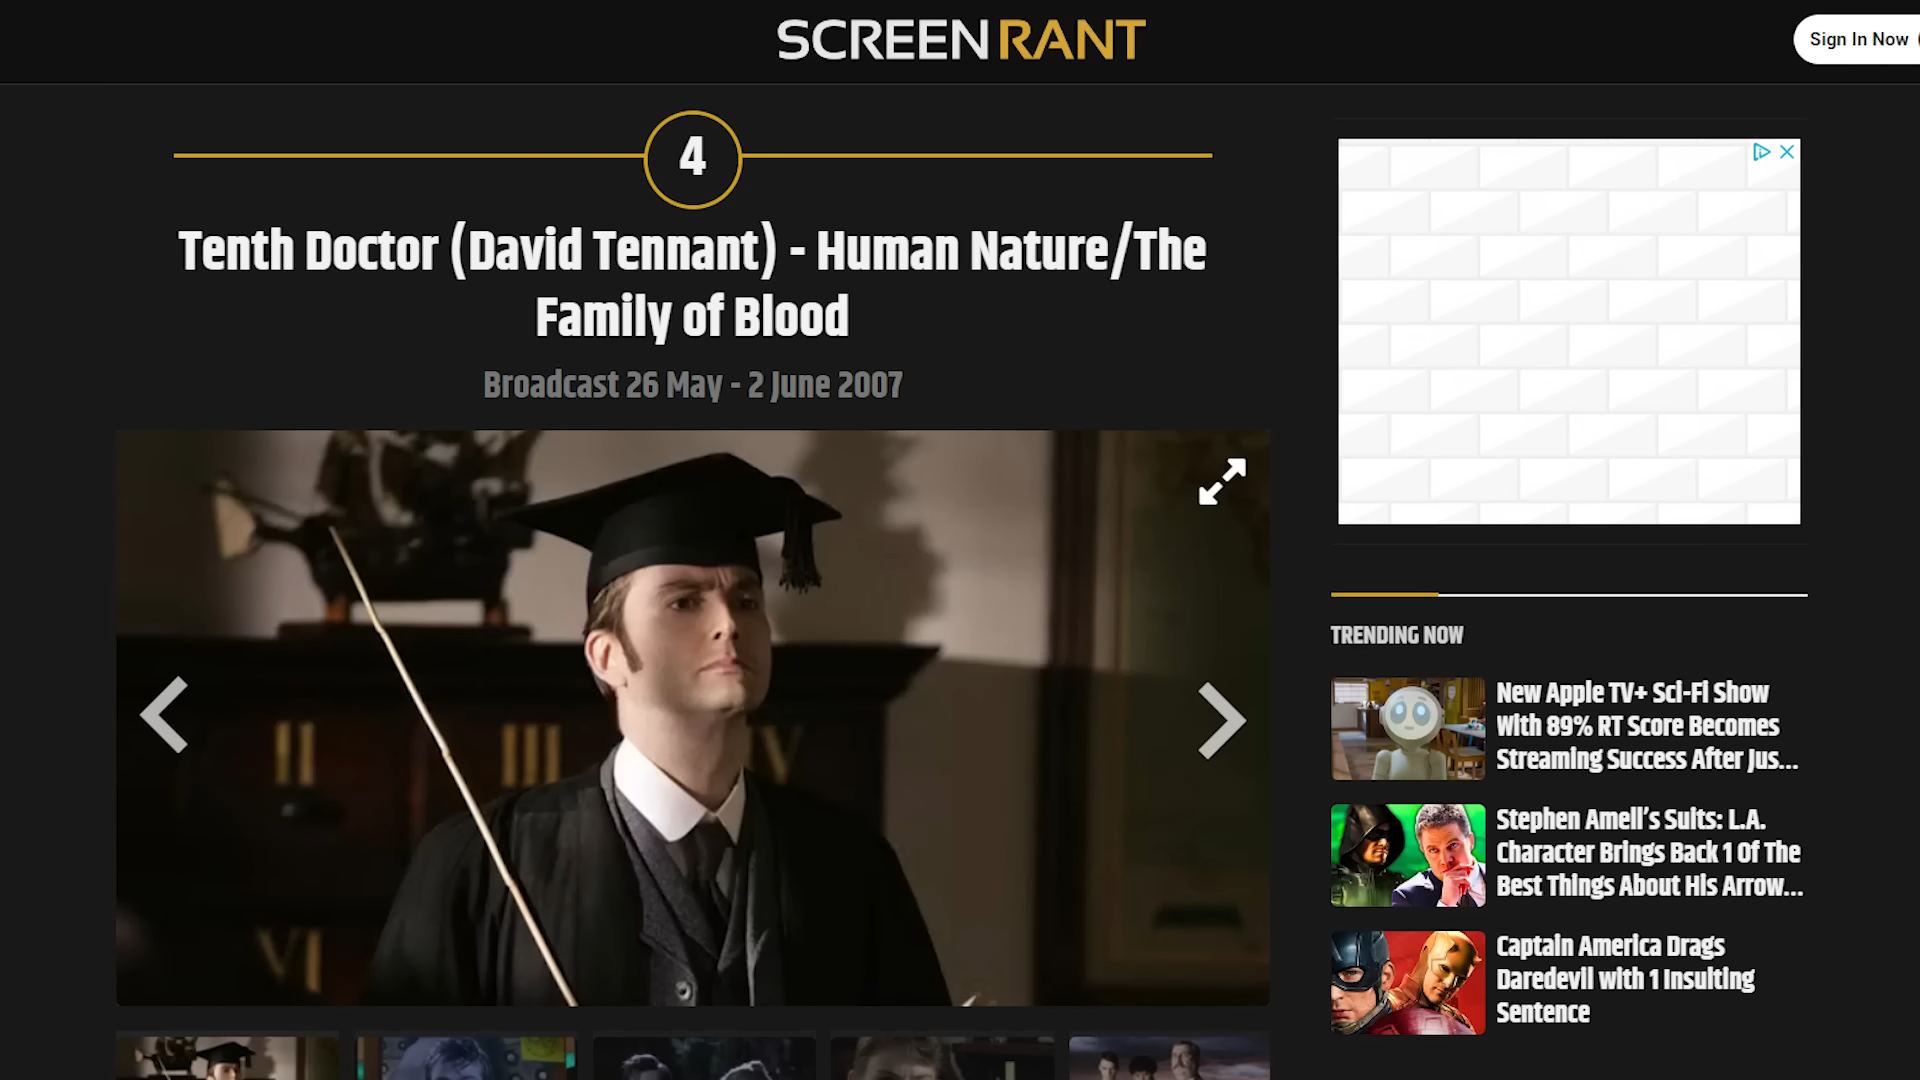 SCREENRANT
Sign In Now
4
Tenth Doctor (David Tennant) - Human Nature/The
Family of Blood
Broadcast 26 May - 2 June 2007
II
III
V
VI
TRENDING NOW
New Apple TV+ Sci-Fi Show
With 89% RT Score Becomes
Streaming Success After Jus...
Stephen Amell’s Suits: L.A.
Character Brings Back 1 Of The
Best Things About His Arrow...
Captain America Drags
Daredevil with 1 Insulting
Sentence